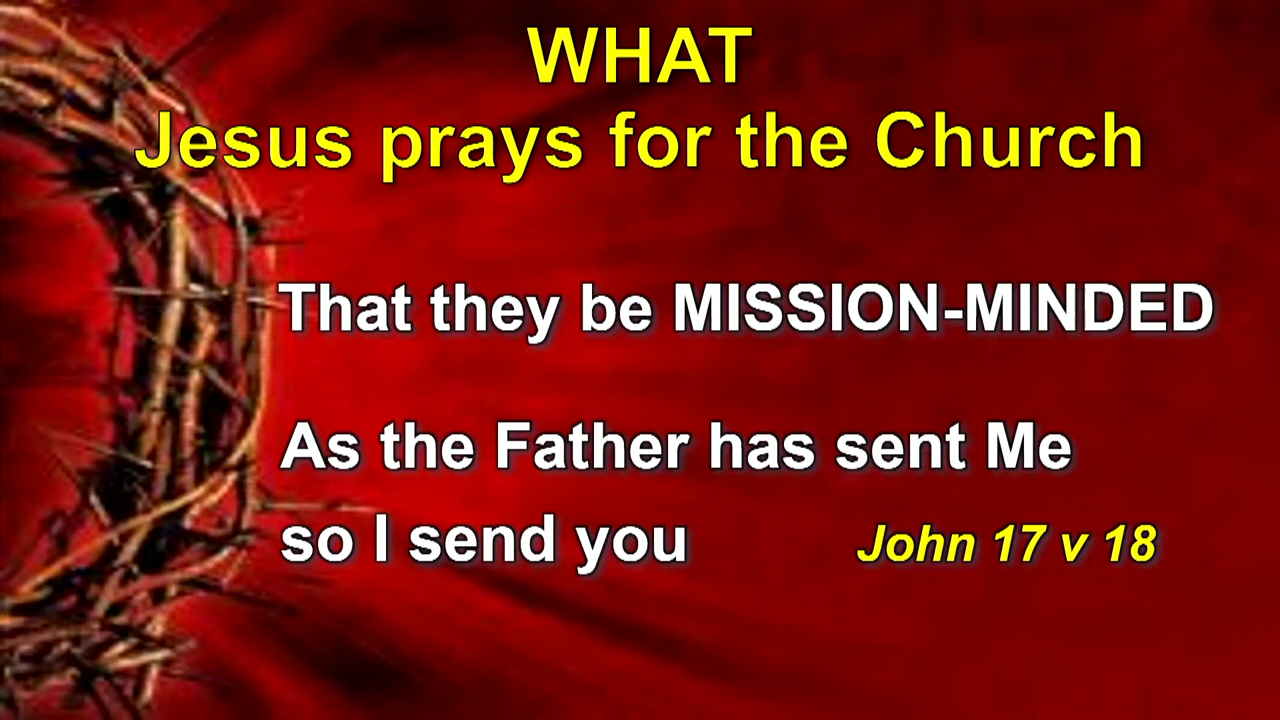 WHAT
Jesus prays for the Church
That they be MISSION-MINDED
As the Father has sent Me
so I send you John 17 v 18